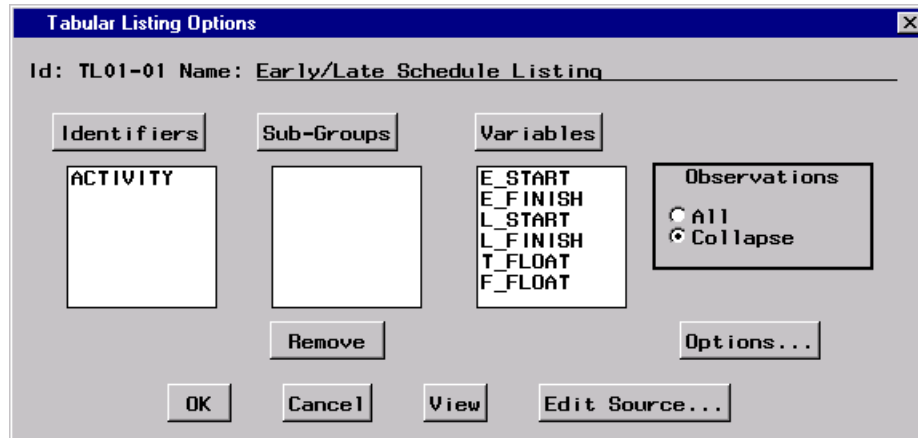 Tabular Listing Options
Id: TL01-01 Name: Early/Late Schedule Listing
Identifiers Sub-Groups Variables
ACTIVITY
E_START
E_FINISH
L_START
L_FINISH
T_FLOAT
F_FLOAT
Observations
All
Collapse
Remove Options...
OK Cancel View Edit Source...